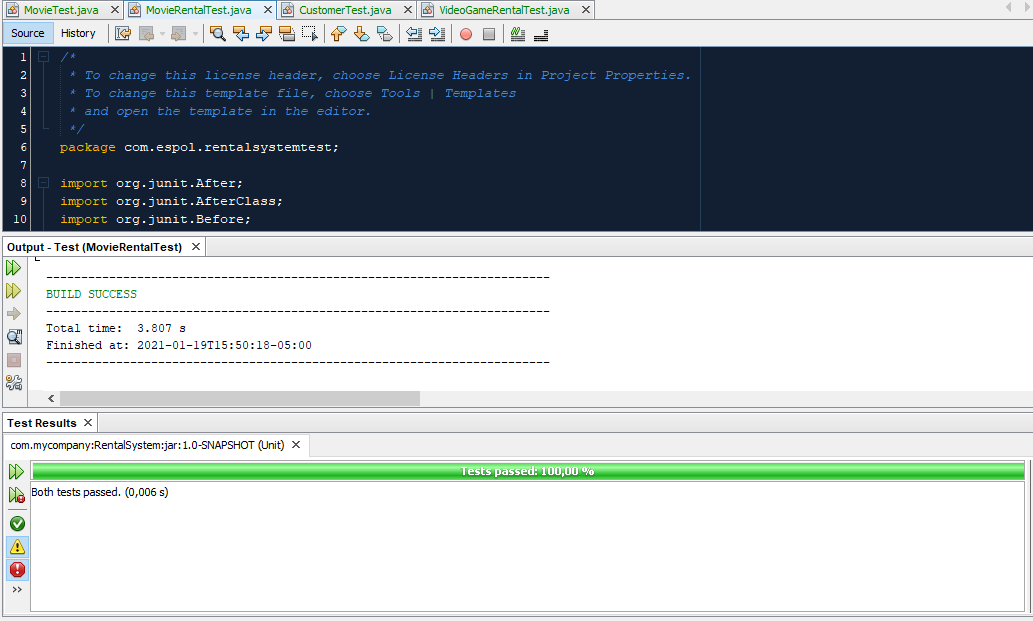 MovieTest.java MovieRentalTest.java CustomerTest.java VideoGameRentalTest.java
Source History
1 /*
2 * To change this license header, choose License Headers in Project Properties.
3 * To change this template file, choose Tools | Templates
4 * and open the template in the editor.
5 */
6 package com.espol.rentalsystemtest;
7
8 import org.junit.After;
9 import org.junit.AfterClass;
10 import org.junit.Before;
Output - Test (MovieRentalTest)
------------------------------------------------------------------------
BUILD SUCCESS
------------------------------------------------------------------------
Total time: 3.807 s
Finished at: 2021-01-19T15:50:18-05:00
------------------------------------------------------------------------
Test Results
com.mycompany:RentalSystem:jar:1.0-SNAPSHOT (Unit)
Tests passed: 100,00 %
Both tests passed. (0,006 s)